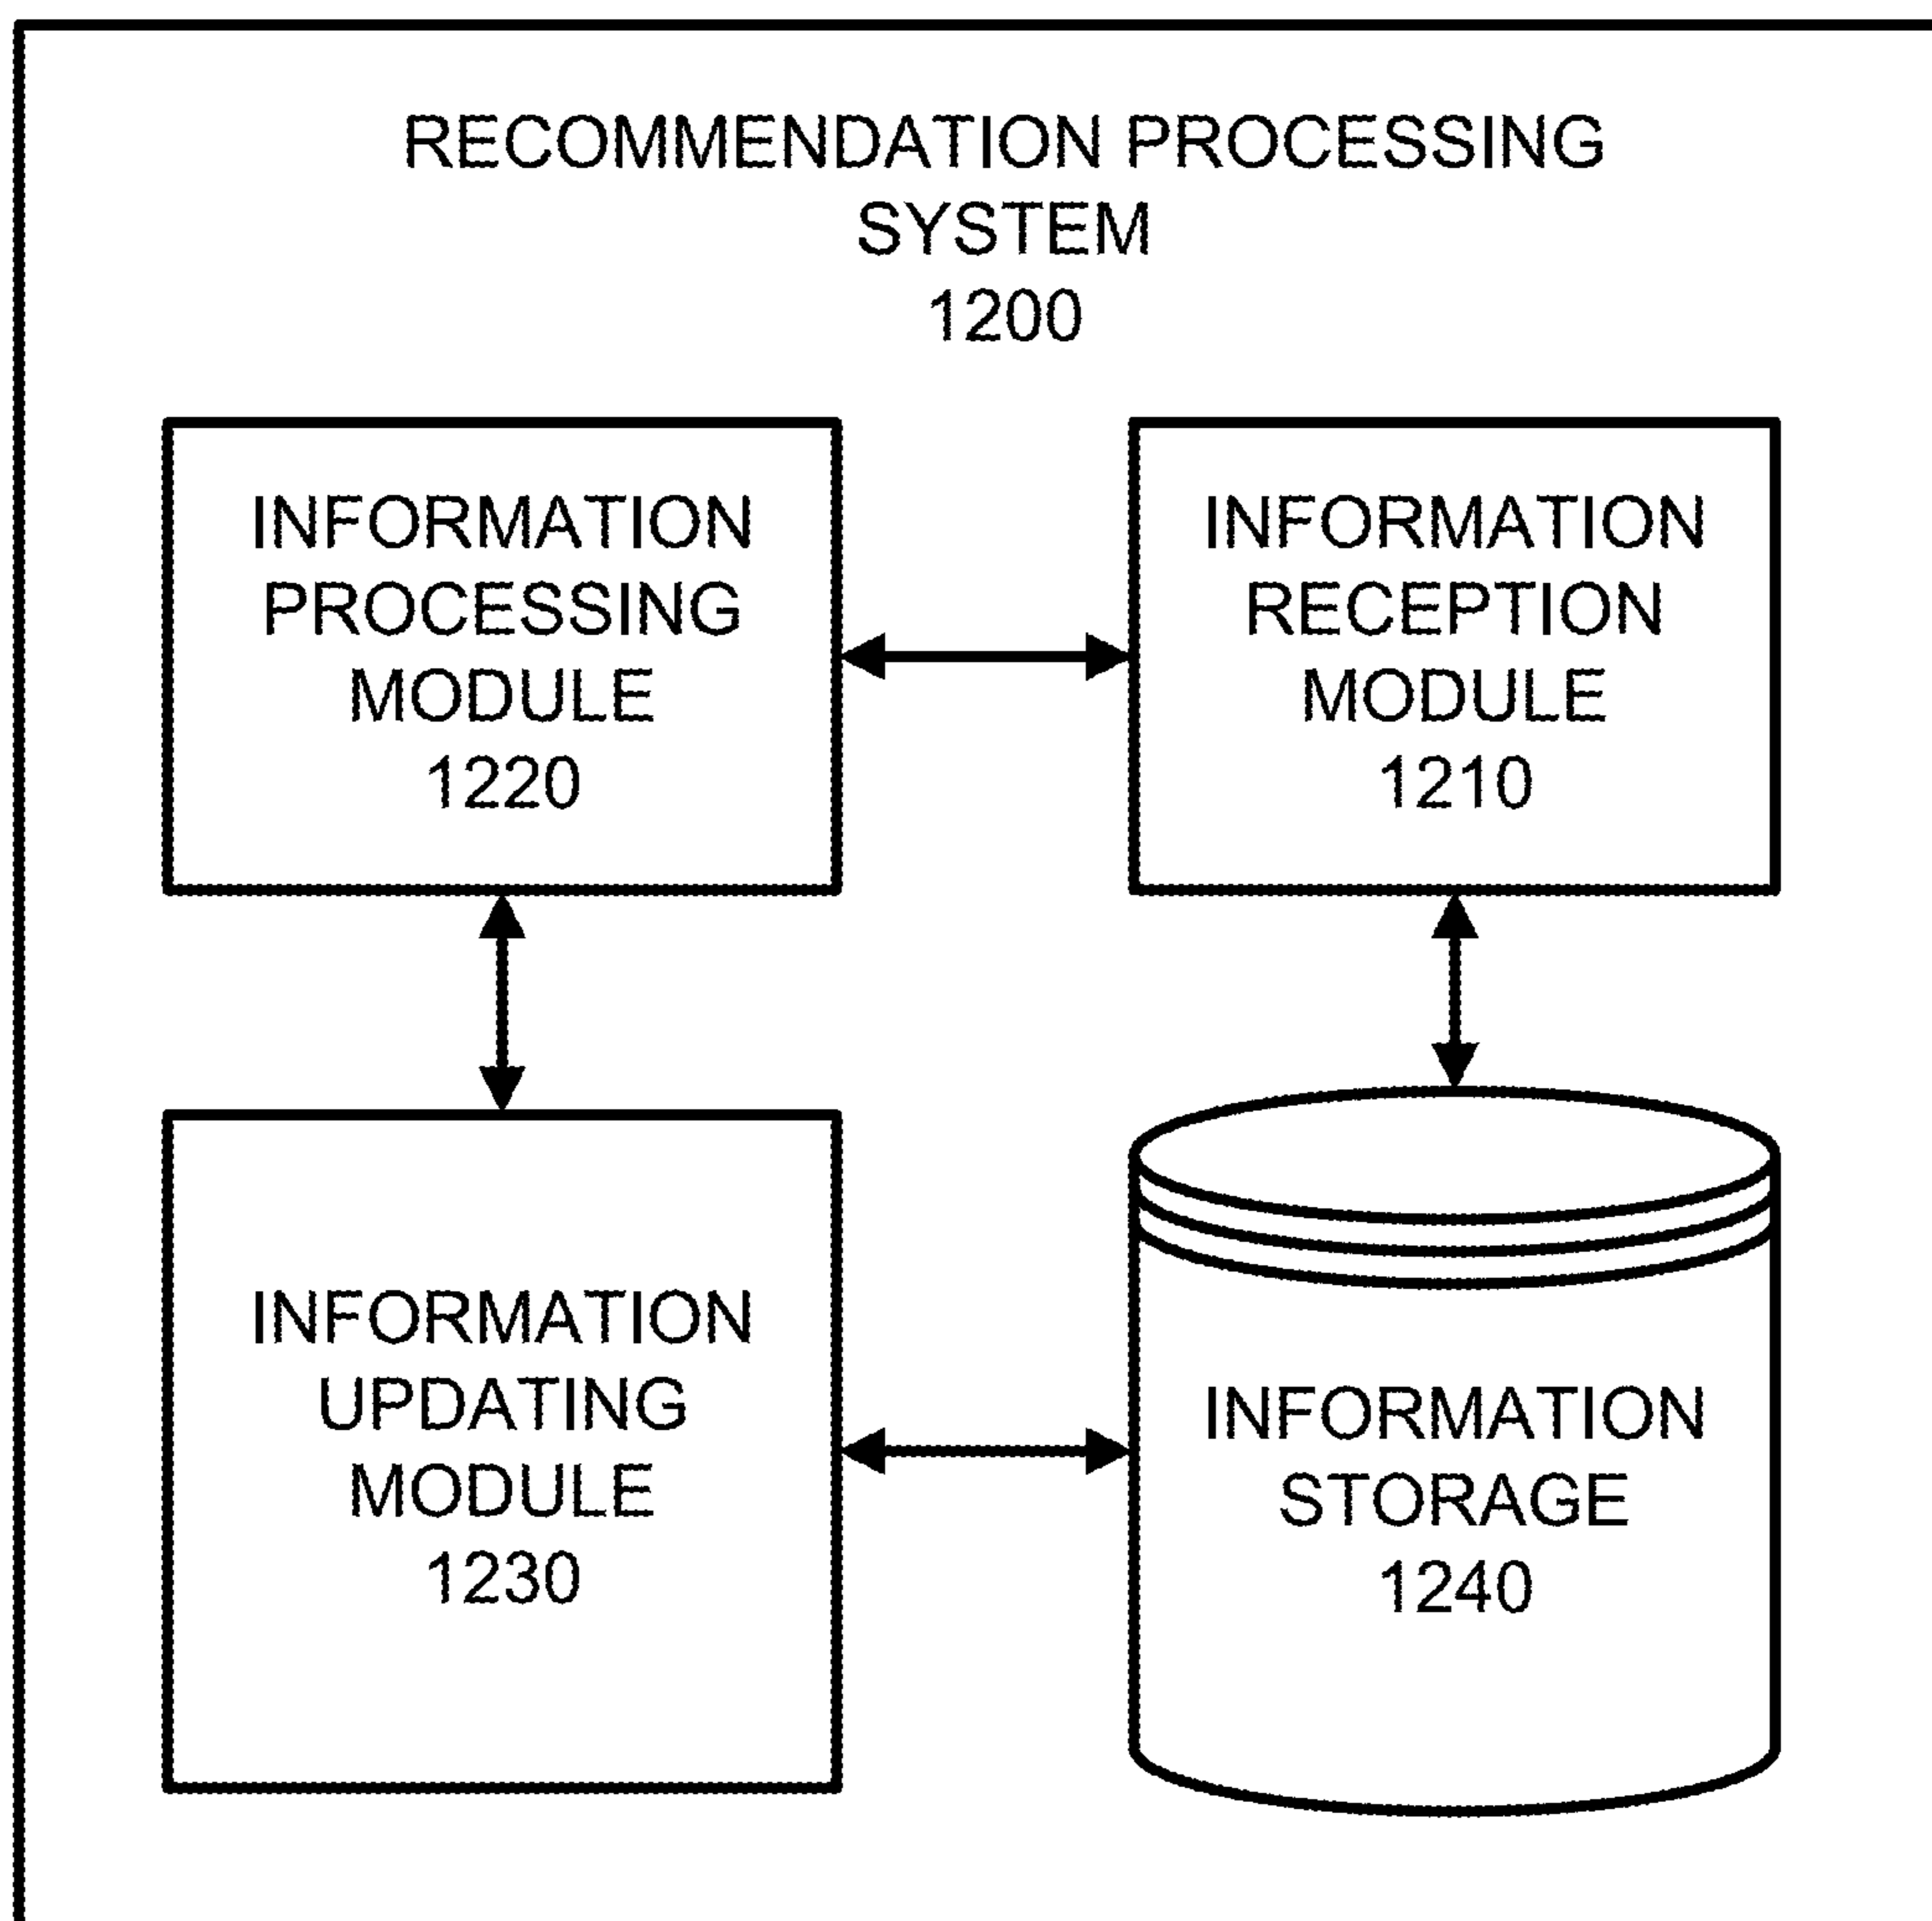 RECOMMENDATION PROCESSING
SYSTEM
1200
INFORMATION
PROCESSING
MODULE
1220
INFORMATION
RECEPTION
MODULE
1210
INFORMATION
UPDATING
MODULE
1230
INFORMATION
STORAGE
1240